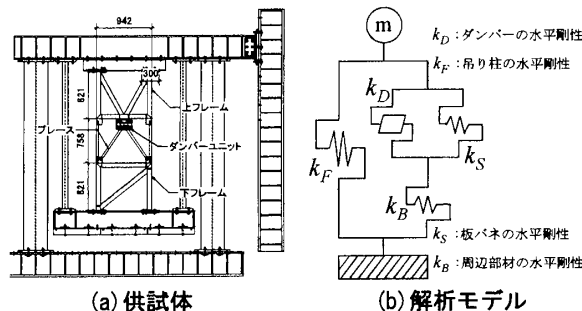 942
300
821
758
821
上フレーム
ブレース
ダンパーユニット
下フレーム
(a) 供試体
m
k_D：ダンパーの水平剛性
k_F：吊り柱の水平剛性
k_D
k_S
k_F
k_B
k_S：板バネの水平剛性
k_B：周辺部材の水平剛性
(b) 解析モデル